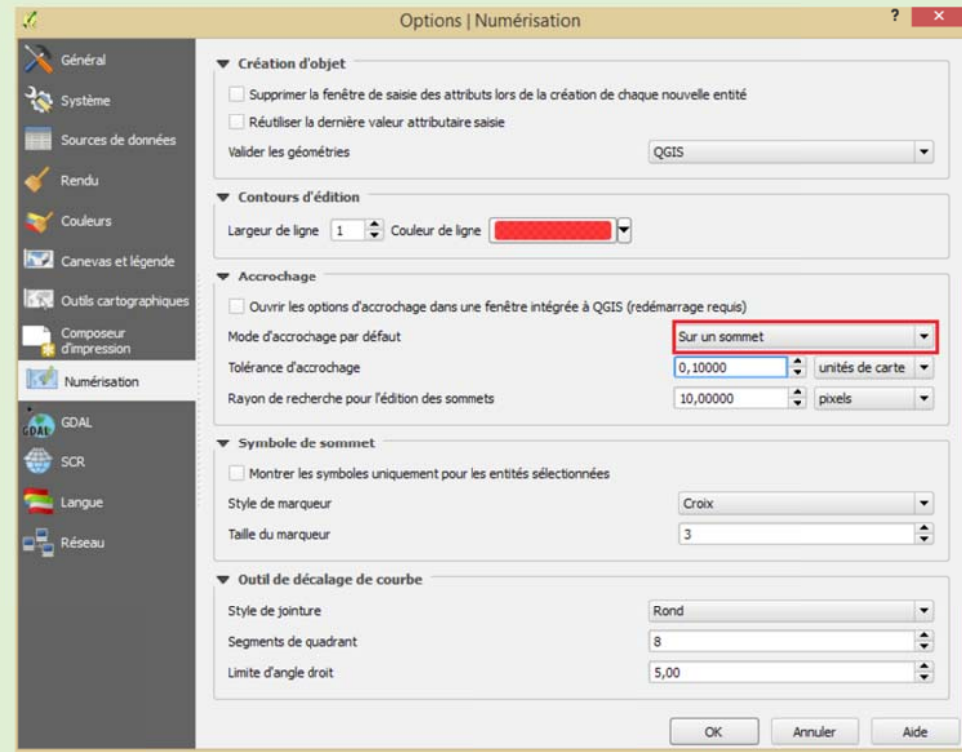 Options | Numérisation
?
×
Général
Système
Sources de données
Rendu
Couleurs
Canevas et légende
Outils cartographiques
Composeur
d'impression
Numérisation
GDAL
GDAL
SCR
Langue
Réseau
Création d'objet
Supprimer la fenêtre de saisie des attributs lors de la création de chaque nouvelle entité
Réutiliser la dernière valeur attributaire saisie
Valider les géométries QGIS
Contours d'édition
Largeur de ligne 1 Couleur de ligne
Accrochage
Ouvrir les options d'accrochage dans une fenêtre intégrée à QGIS (redémarrage requis)
Mode d'accrochage par défaut Sur un sommet
Tolérance d'accrochage 0,10000 unités de carte
Rayon de recherche pour l'édition des sommets 10,00000 pixels
Symbole de sommet
Montrer les symboles uniquement pour les entités sélectionnées
Style de marqueur Croix
Taille du marqueur 3
Outil de décalage de courbe
Style de jointure Rond
Segments de quadrant 8
Limite d'angle droit 5,00
OK Annuler Aide